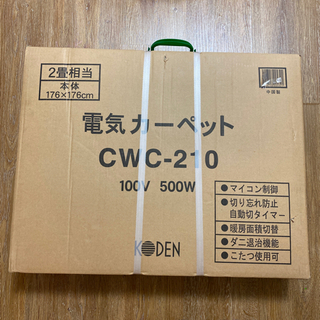 2畳相当
本体
176×176cm
中国製
電気カーペット
CWC-210
100V 500W
●マイコン制御
●切り忘れ防止
自動切タイマー
●暖房面積切替
●ダニ退治機能
●こたつ使用可
KODEN